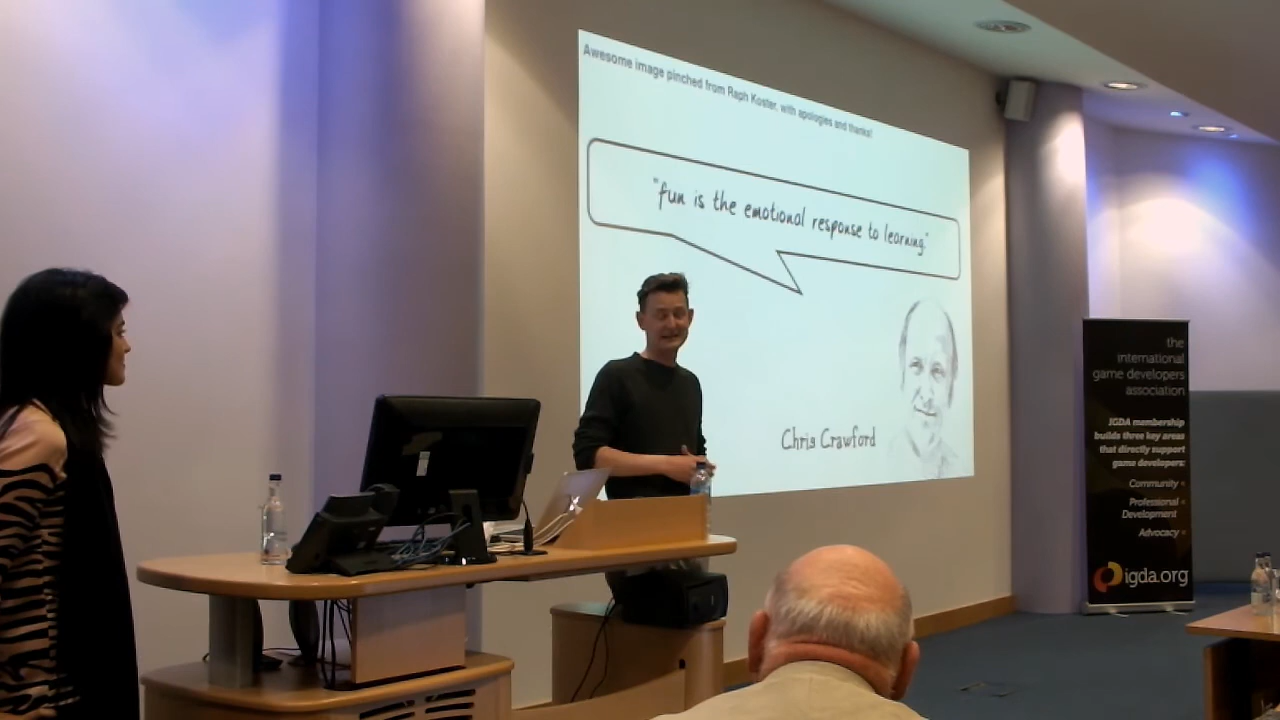 Awesome image pinched from Raph Koster, with apologies and thanks!
"fun is the emotional response to learning."
Chris Crawford
the
international
game developers
association
IGDA membership
builds three key areas
that directly support
game developers:
Community
Professional
Development
Advocacy
igda.org